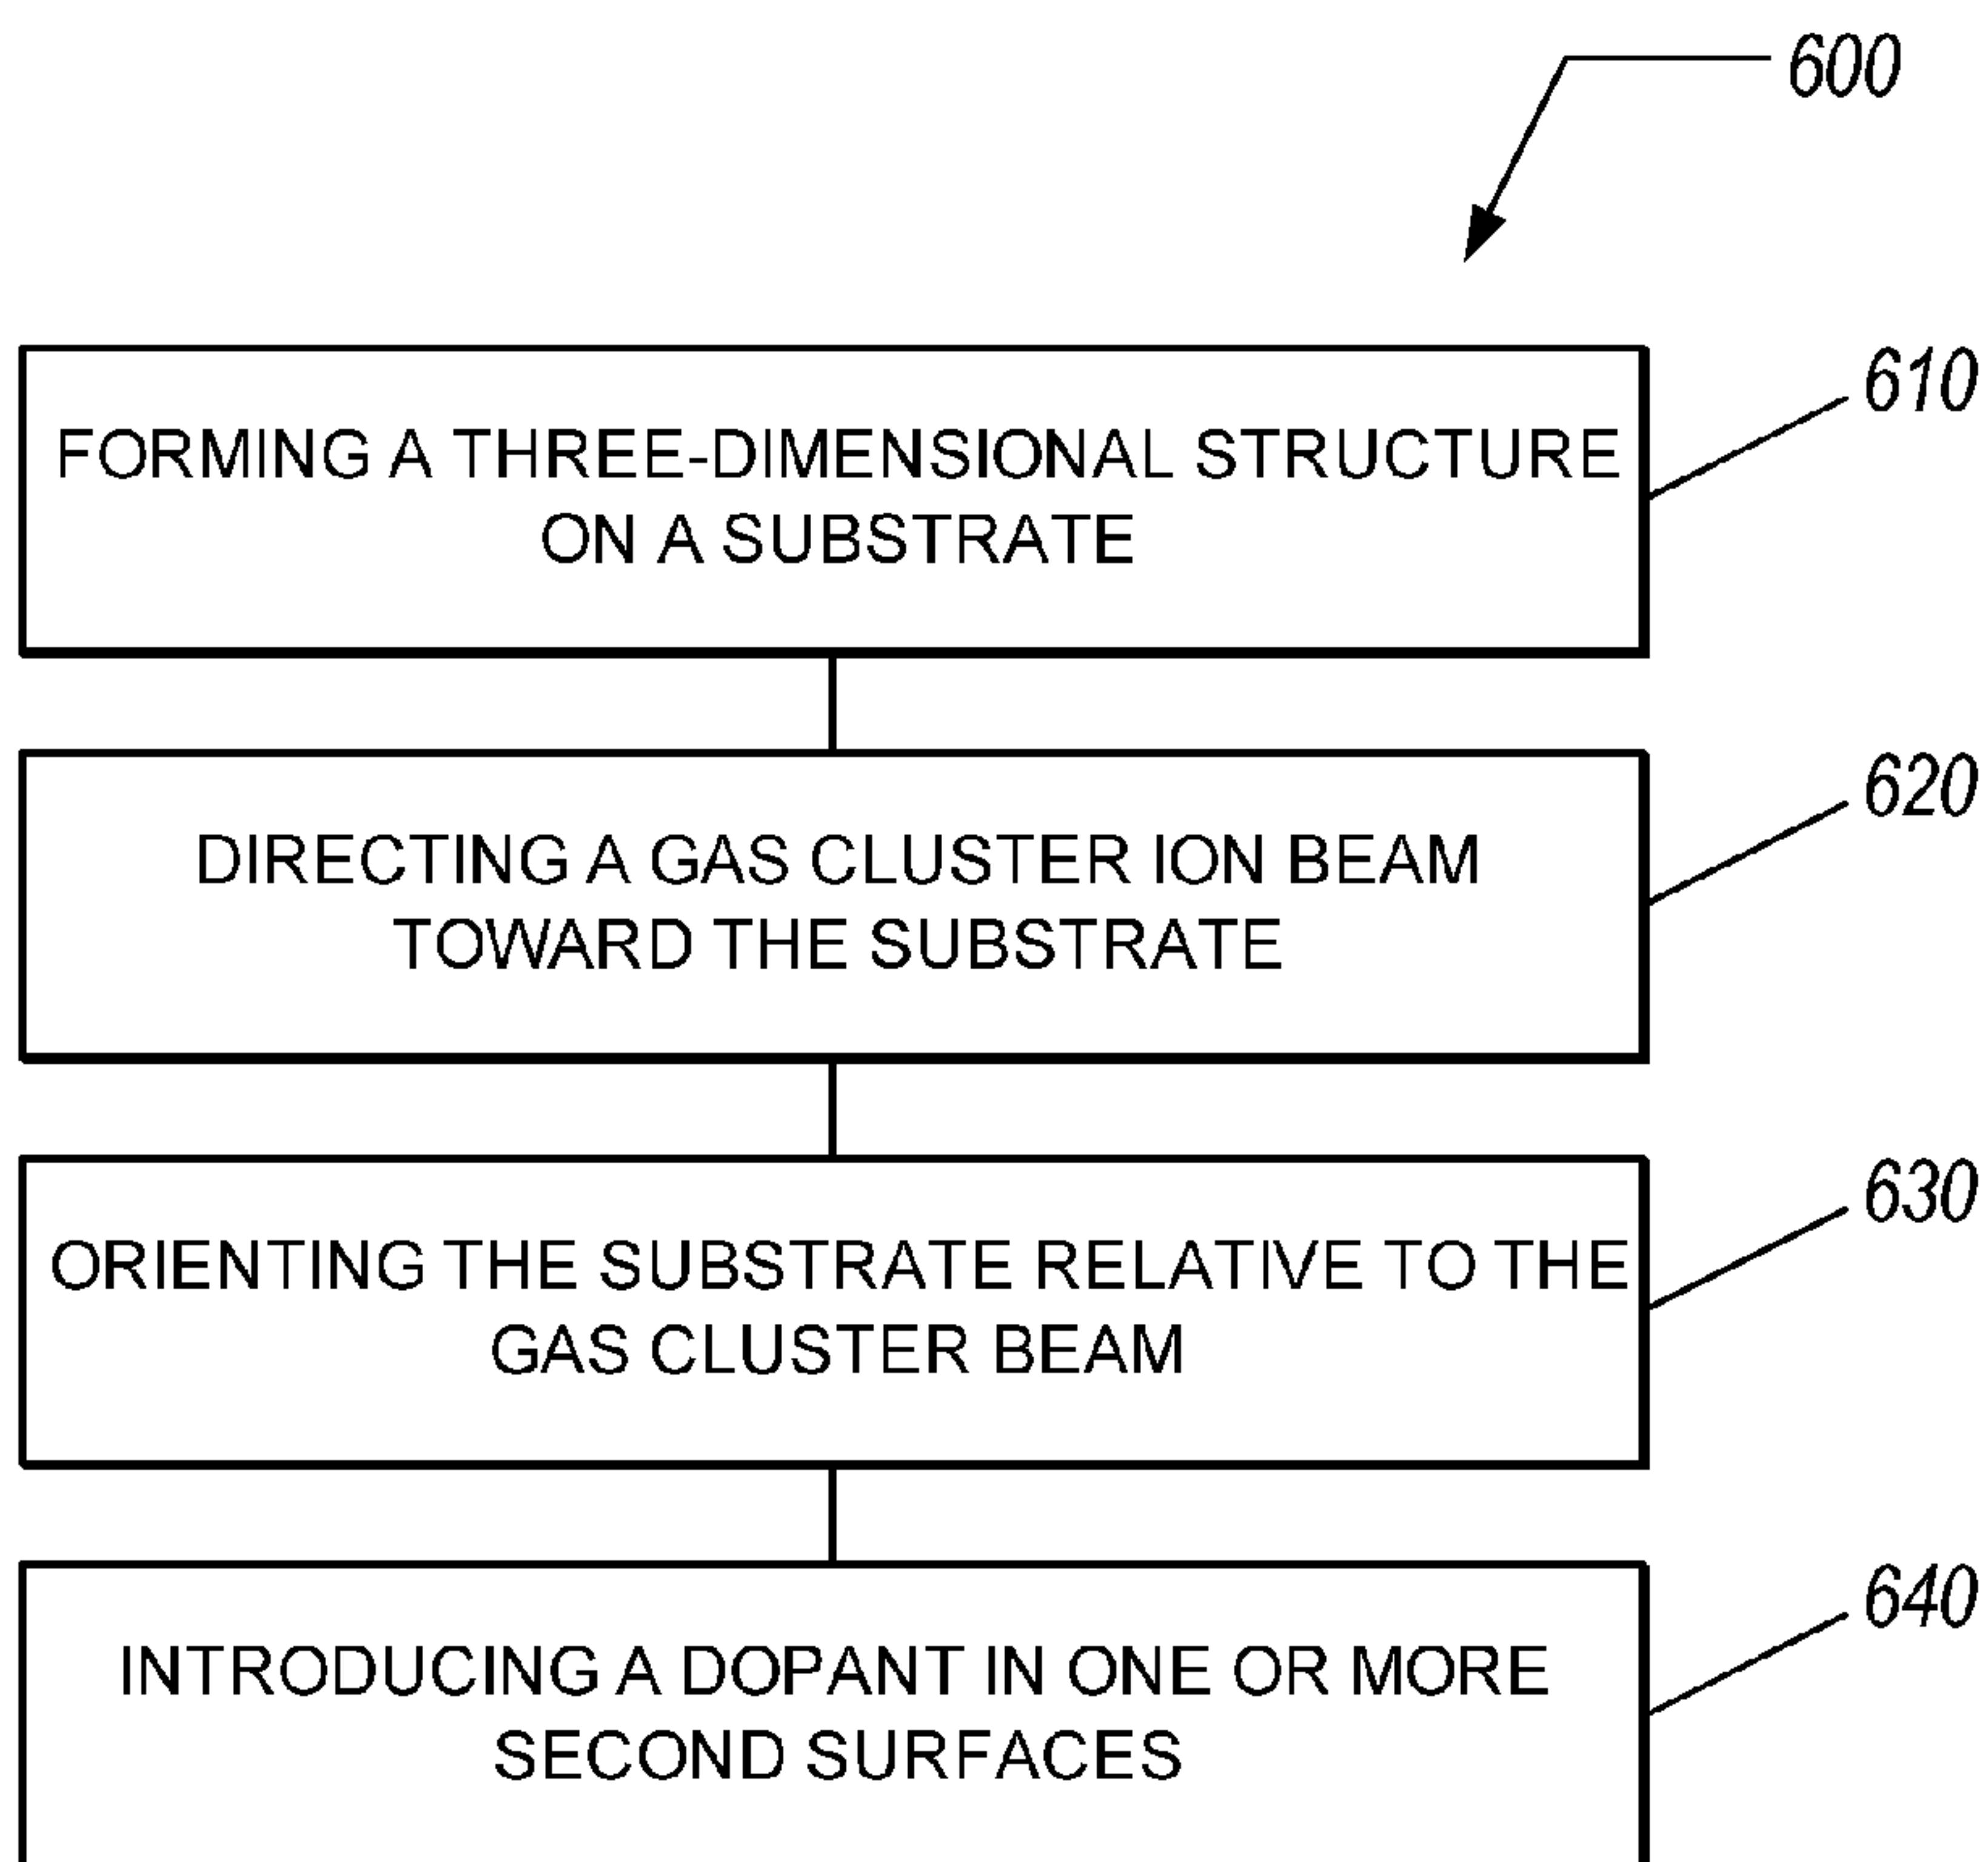 600
610
FORMING A THREE-DIMENSIONAL STRUCTURE
ON A SUBSTRATE
620
DIRECTING A GAS CLUSTER ION BEAM
TOWARD THE SUBSTRATE
630
ORIENTING THE SUBSTRATE RELATIVE TO THE
GAS CLUSTER BEAM
640
INTRODUCING A DOPANT IN ONE OR MORE
SECOND SURFACES